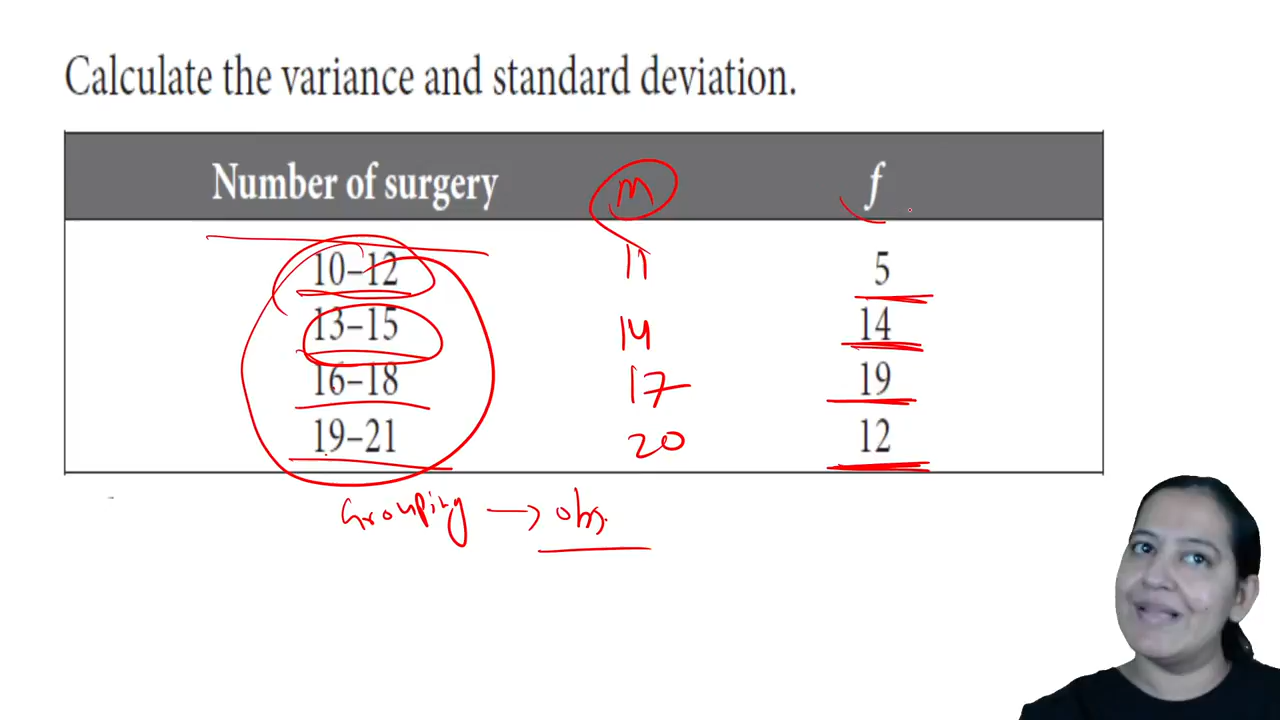 Calculate the variance and standard deviation.
Number of surgery m f
10–12 11 5
13–15 14 14
16–18 17 19
19–21 20 12
Grouping → obs.